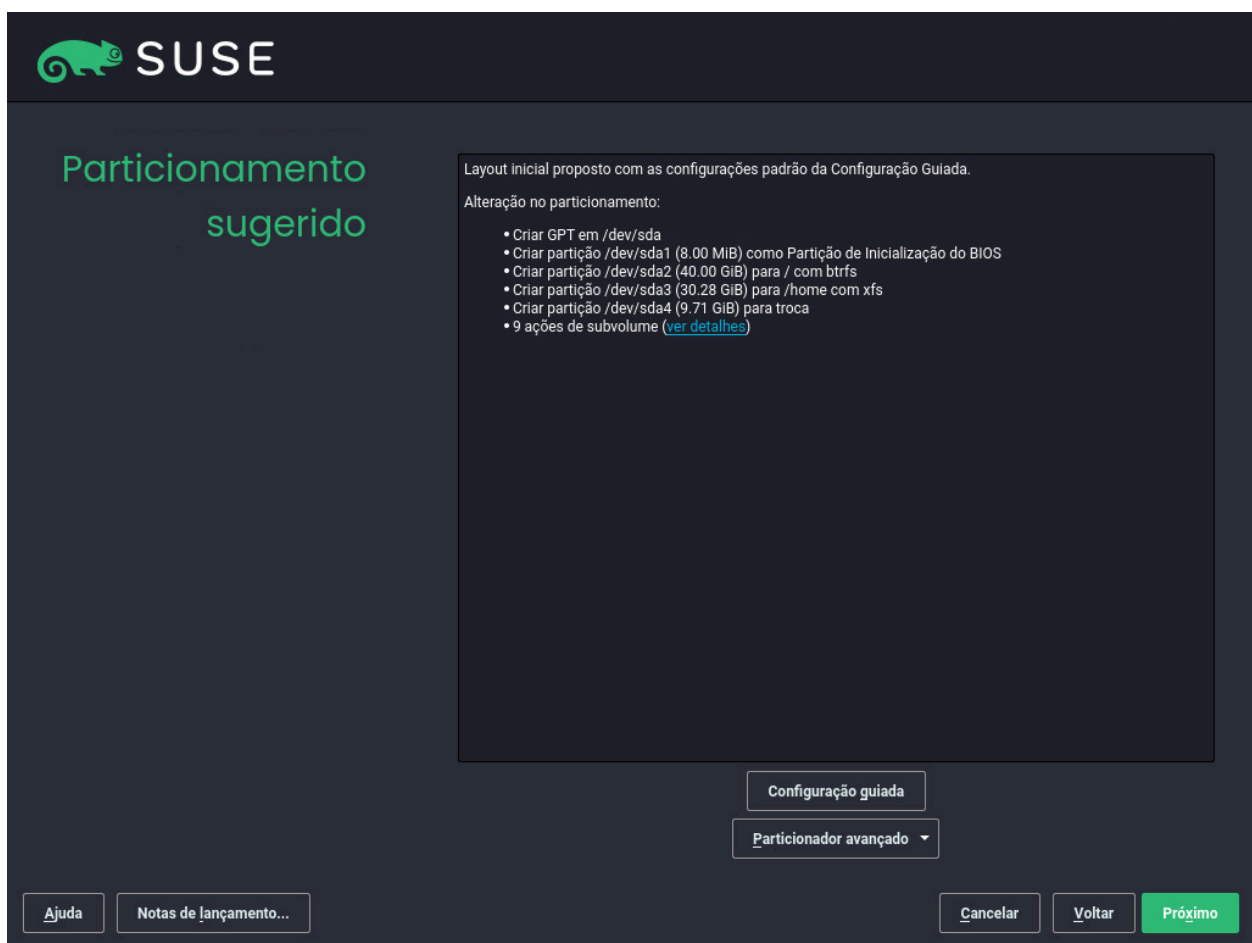 SUSE
Particionamento
sugerido
Layout inicial proposto com as configurações padrão da Configuração Guiada.
Alteração no particionamento:
• Criar GPT em /dev/sda
• Criar partição /dev/sda1 (8.00 MiB) como Partição de Inicialização do BIOS
• Criar partição /dev/sda2 (40.00 GiB) para / com btrfs
• Criar partição /dev/sda3 (30.28 GiB) para /home com xfs
• Criar partição /dev/sda4 (9.71 GiB) para troca
• 9 ações de subvolume (ver detalhes)
Configuração guiada
Particionador avançado
Ajuda
Notas de lançamento...
Cancelar
Voltar
Próximo